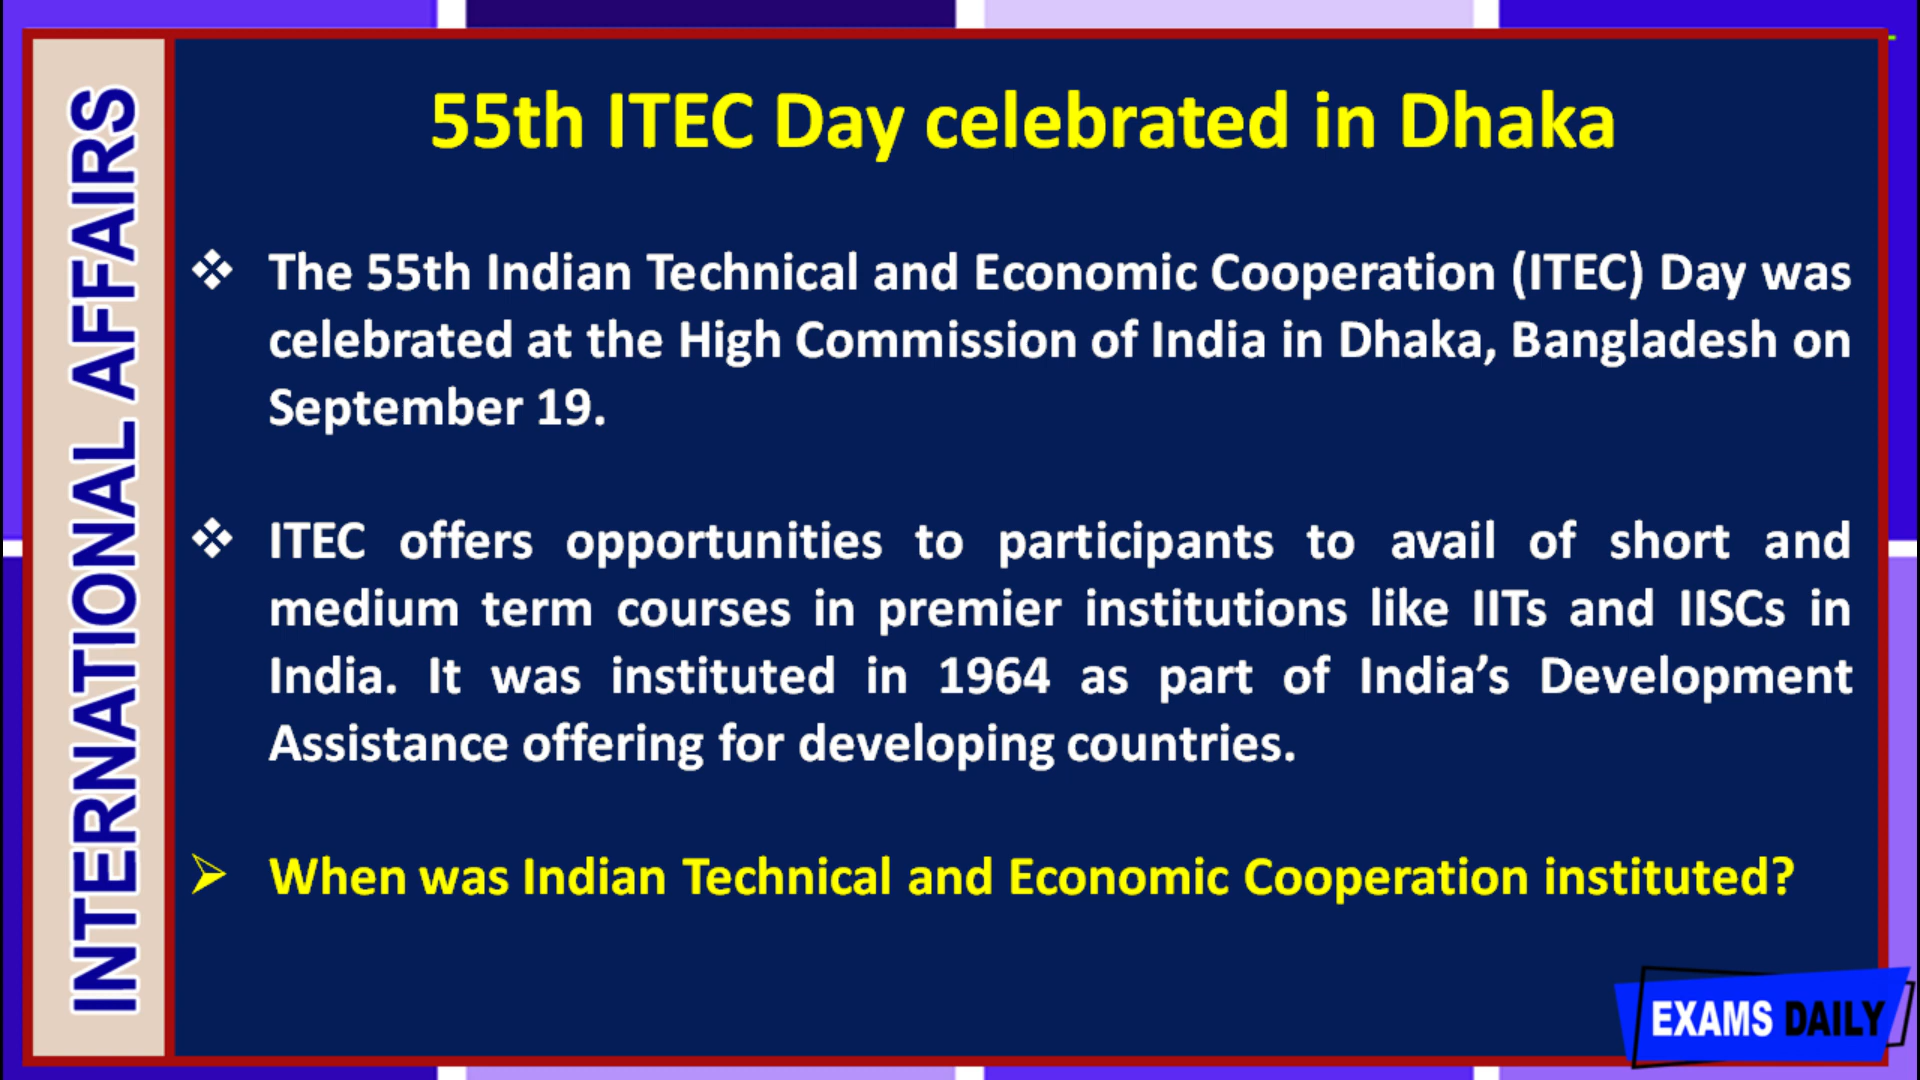 INTERNATIONAL AFFAIRS
55th ITEC Day celebrated in Dhaka
❖ The 55th Indian Technical and Economic Cooperation (ITEC) Day was
celebrated at the High Commission of India in Dhaka, Bangladesh on
September 19.
❖ ITEC offers opportunities to participants to avail of short and
medium term courses in premier institutions like IITs and IISCs in
India. It was instituted in 1964 as part of India’s Development
Assistance offering for developing countries.
➢ When was Indian Technical and Economic Cooperation instituted?
EXAMS DAILY